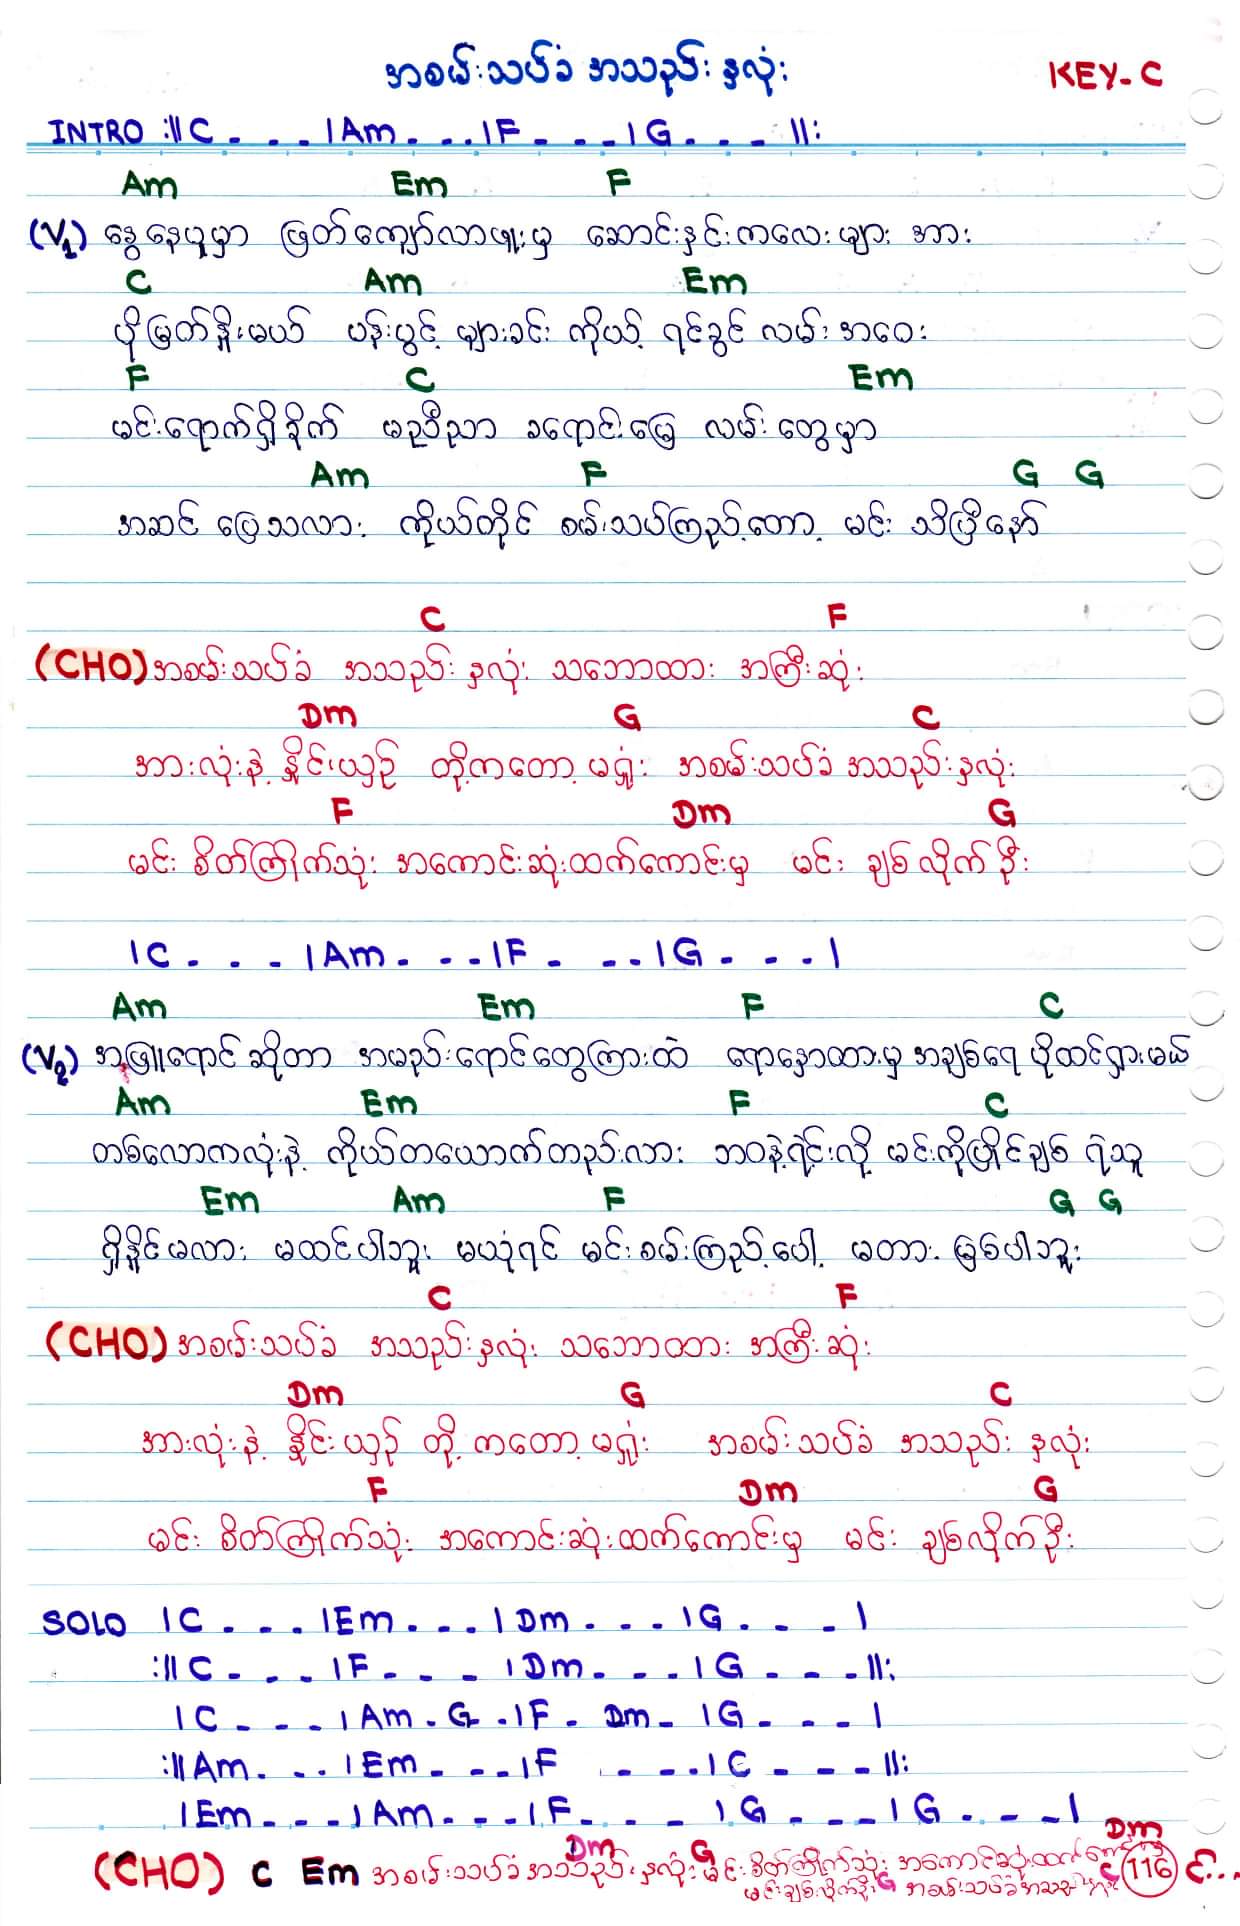 အစမ်းသပ်ခံ အသည်းနှလုံး
KEY-C
INTRO :||C - - - |Am - - - |F - - - |G - - - ||:
Am Em F
(V1) နွေနေပူမှာ ဖြတ်ကျော်လာဖူးမှ ဆောင်းနှင်းကလေးများ အား
C Am Em
ပိုမြတ်နိုးမယ် ပန်းပွင့် များခင်း ကိုယ့် ရင်ခွင် လမ်း အဝေး
F C Em
မင်းရောက်ရှိခိုက် မညီညာ ခရောင်းမြေ လမ်းတွေမှာ
Am F G G
အဆင် ပြေသလား ကိုယ်တိုင် စမ်းသပ်ကြည့်တော့ မင်း သိပြီနော်
C F
(CHO) အစမ်းသပ်ခံ အသည်းနှလုံး သဘောထား အကြီးဆုံး
Dm G C
အားလုံးနဲ့ နှိုင်းယှဉ် တို့ကတော့ မရှုံး အစမ်းသပ်ခံ အသည်းနှလုံး
F Dm G
မင်း စိတ်ကြိုက်သုံး အကောင်းဆုံးထက်ကောင်းမှ မင်း ချစ်လိုက်ဦး
|C - - - |Am - - - |F - - - |G - - - |
Am Em F C
(V2) အဖြူရောင်ဆိုတာ အမည်းရောင်တွေကြားထဲ ရောနှောထားမှ အချစ်ရေ ပိုထင်ရှားမယ်
Am Em F C
တစ်လောကလုံးနဲ့ ကိုယ်တယောက်တည်းလား ဘဝနဲ့ရင်းလို့ မင်းကိုပြိုင်ချစ် ရဲသူ
Em Am F G G
ရှိနိုင်မလား မထင်ပါဘူး မယုံရင် မင်းစမ်းကြည့်ပေါ့ မတား မြစ်ပါဘူး
C F
(CHO) အစမ်းသပ်ခံ အသည်းနှလုံး သဘောထား အကြီးဆုံး
Dm G C
အားလုံးနဲ့ နှိုင်းယှဉ် တို့ကတော့ မရှုံး အစမ်းသပ်ခံ အသည်း နှလုံး
F Dm G
မင်း စိတ်ကြိုက်သုံး အကောင်းဆုံးထက်ကောင်းမှ မင်း ချစ်လိုက်ဦး
SOLO |C - - - |Em - - - |Dm - - - |G - - - |
:||C - - - |F - - - |Dm - - - |G - - - ||:
|C - - - |Am - G - |F - Dm - |G - - - |
:||Am - - - |Em - - - |F - - - |C - - - ||:
|Em - - - |Am - - - |F - - - - |G - - - |G - - - |
Dm G Dm
(CHO) C Em အစမ်းသပ်ခံ အသည်းနှလုံး မင်းစိတ်ကြိုက်သုံး အကောင်းဆုံးထက်
မင်းချစ်လိုက်ဦး G အစမ်းသပ်ခံ C 116